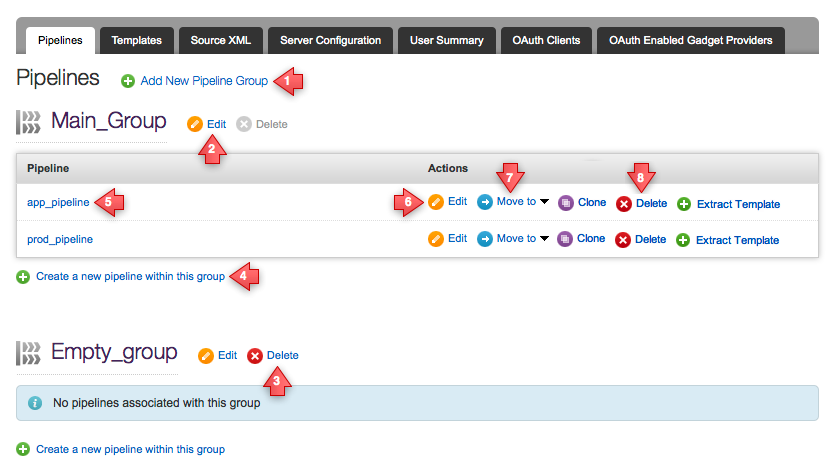 Pipelines Templates Source XML Server Configuration User Summary OAuth Clients OAuth Enabled Gadget Providers
Pipelines Add New Pipeline Group 1
Main_Group Edit Delete
2
Pipeline Actions
7 8
app_pipeline 5 6 Edit Move to Clone Delete Extract Template
prod_pipeline Edit Move to Clone Delete Extract Template
Create a new pipeline within this group 4
Empty_group Edit Delete
3
No pipelines associated with this group
Create a new pipeline within this group